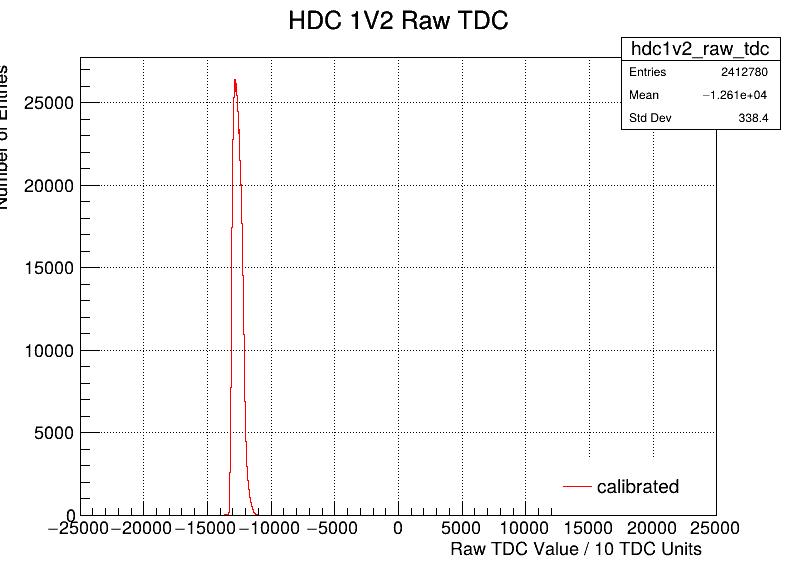 HDC 1V2 Raw TDC
hdc1v2_raw_tdc
Entries 2412780
Mean −1.261e+04
Std Dev 338.4
Number of Entries
25000
20000
15000
10000
5000
0
−25000 −20000 −15000 −10000 −5000 0 5000 10000 15000 20000 25000
calibrated
Raw TDC Value / 10 TDC Units